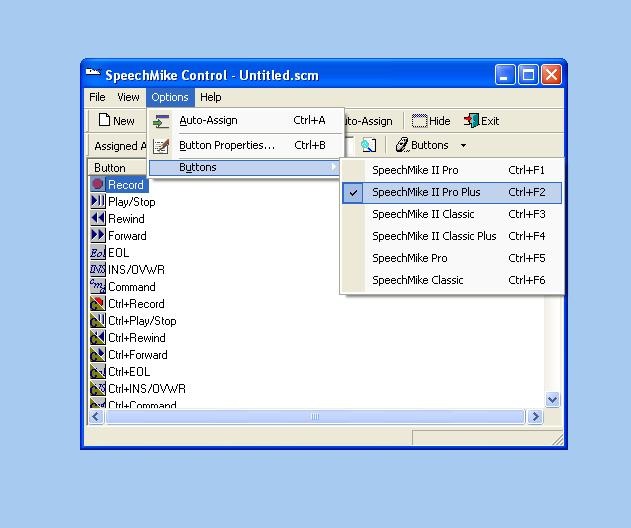 SpeechMike Control - Untitled.scm
File View Options Help
New Auto-Assign Ctrl+A Hide Exit
Assigned Button Properties... Ctrl+B Buttons
Button Buttons
SpeechMike II Pro Ctrl+F1
Record SpeechMike II Pro Plus Ctrl+F2
Play/Stop SpeechMike II Classic Ctrl+F3
Rewind
Forward SpeechMike II Classic Plus Ctrl+F4
EOL SpeechMike Pro Ctrl+F5
INS/OVWR
Command SpeechMike Classic Ctrl+F6
Ctrl+Record
Ctrl+Play/Stop
Ctrl+Rewind
Ctrl+Forward
Ctrl+EOL
Ctrl+INS/OVWR
Ctrl+Command